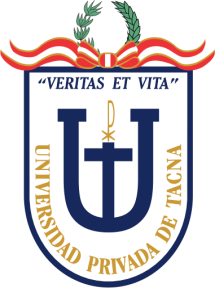 "VERITAS ET VITA"
UNIVERSIDAD PRIVADA DE TACNA